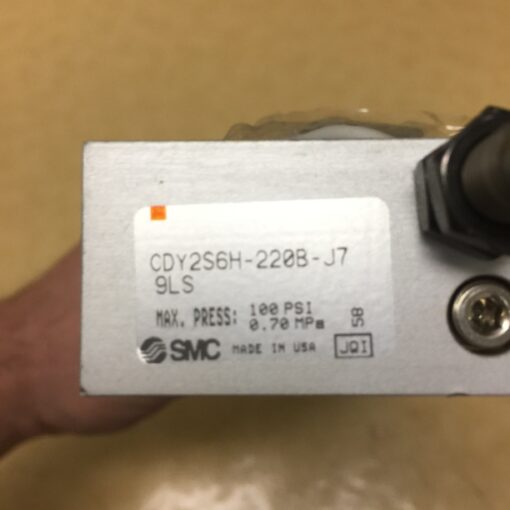 CDY2S6H-220B-J7
9LS
MAX. PRESS: 100 PSI
0.70 MPa
SB
SMC MADE IN USA JQI